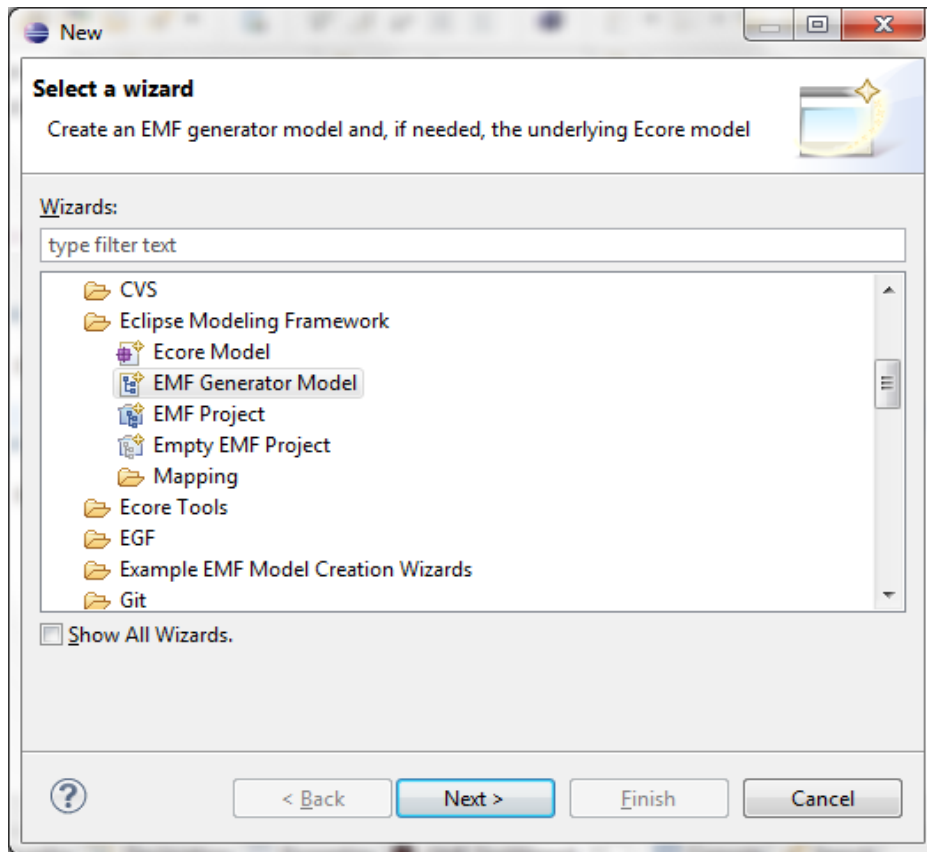 New
Select a wizard
Create an EMF generator model and, if needed, the underlying Ecore model
Wizards:
type filter text
CVS
Eclipse Modeling Framework
Ecore Model
EMF Generator Model
EMF Project
Empty EMF Project
Mapping
Ecore Tools
EGF
Example EMF Model Creation Wizards
Git
Show All Wizards.
? < Back Next > Finish Cancel